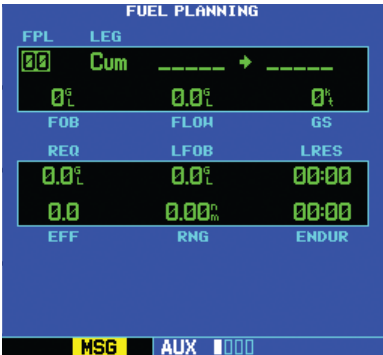 FUEL PLANNING
FPL LEG
00 Cum _____ → _____
0GL 0.0GL 0kt
FOB FLOW GS
REQ LFOB LRES
0.0GL 0.0GL 00:00
0.0 0.00nm 00:00
EFF RNG ENDUR
MSG AUX